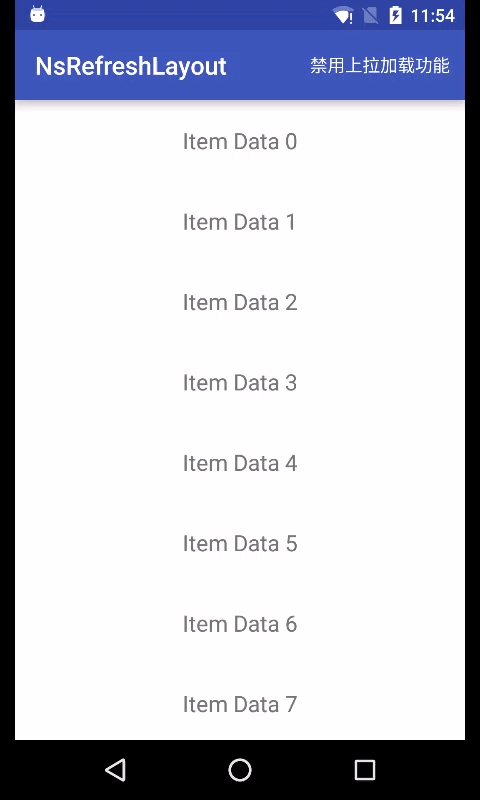 11:54
NsRefreshLayout 禁用上拉加载功能
Item Data 0
Item Data 1
Item Data 2
Item Data 3
Item Data 4
Item Data 5
Item Data 6
Item Data 7